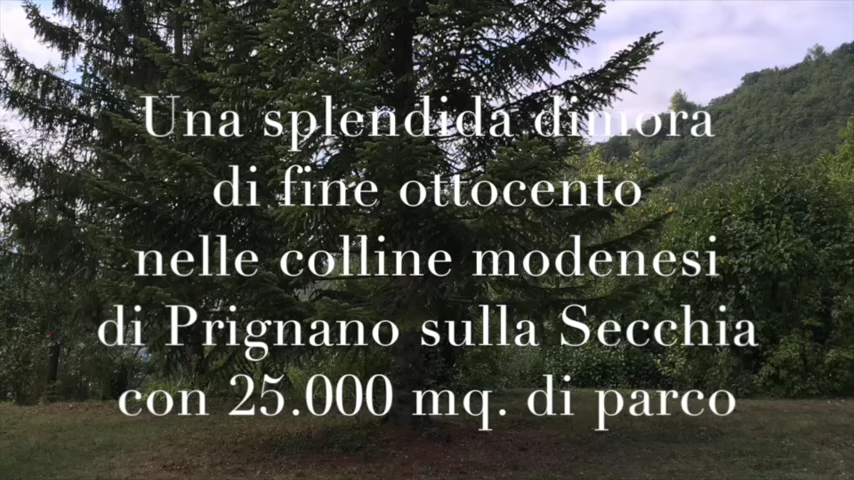 Una splendida dimora
di fine ottocento
nelle colline modenesi
di Prignano sulla Secchia
con 25.000 mq. di parco